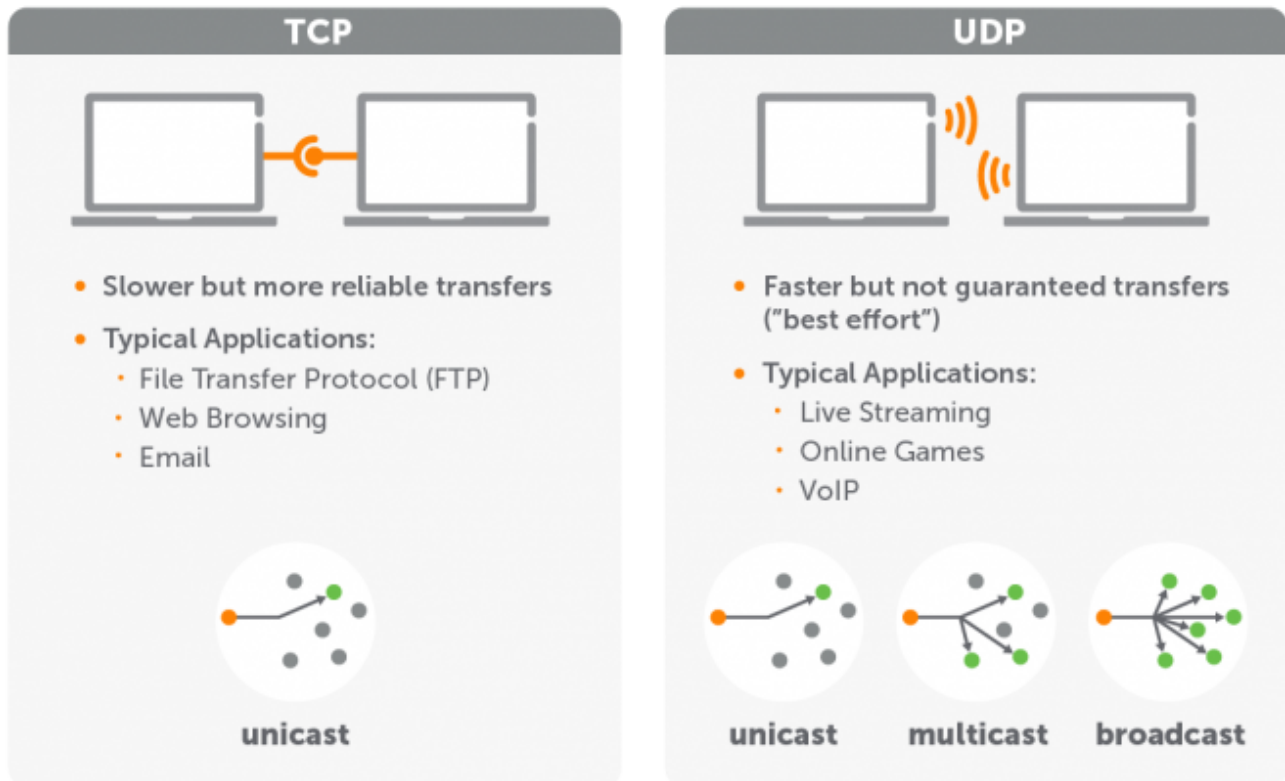 TCP
Slower but more reliable transfers
Typical Applications:
File Transfer Protocol (FTP)
Web Browsing
Email
unicast
UDP
Faster but not guaranteed transfers
(”best effort”)
Typical Applications:
Live Streaming
Online Games
VoIP
unicast multicast broadcast